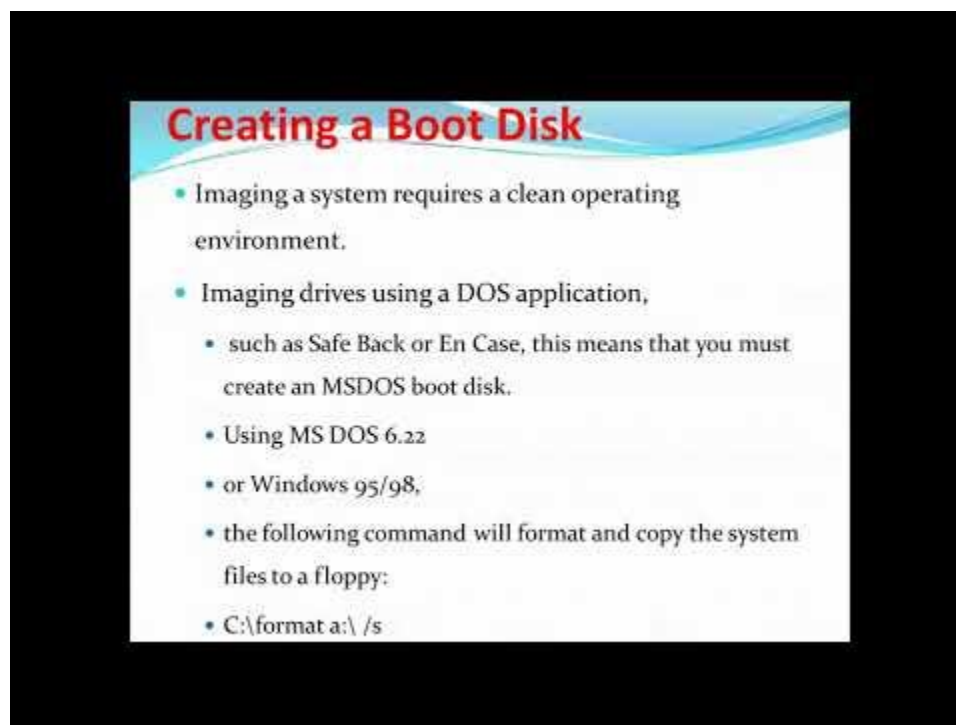 Creating a Boot Disk
• Imaging a system requires a clean operating
environment.
• Imaging drives using a DOS application,
• such as Safe Back or En Case, this means that you must
create an MSDOS boot disk.
• Using MS DOS 6.22
• or Windows 95/98,
• the following command will format and copy the system
files to a floppy:
• C:\format a:\ /s